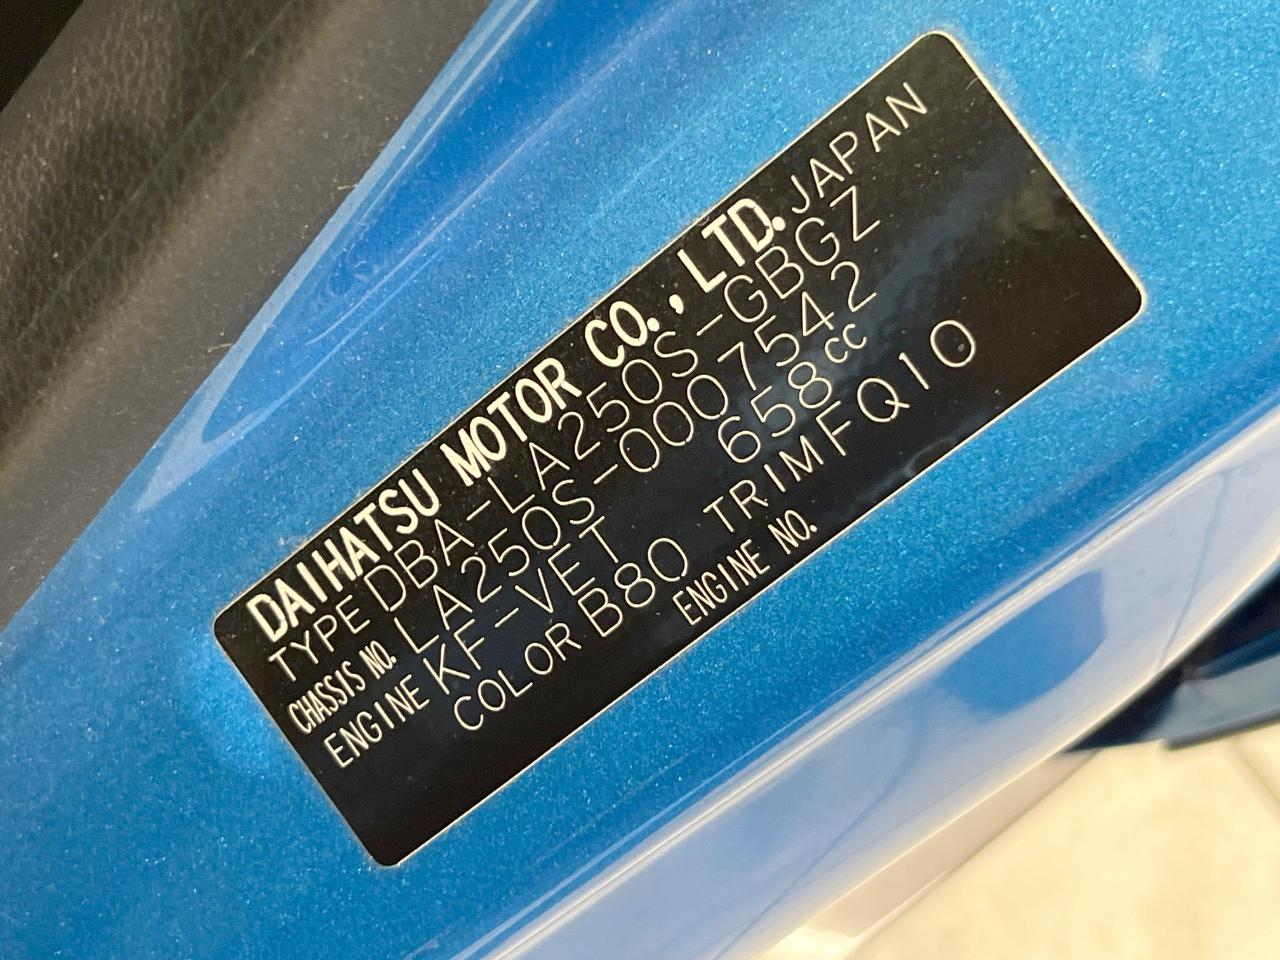 DAIHATSU MOTOR CO., LTD. JAPAN
TYPE DBA-LA250S-GBGZ
CHASSIS NO. LA250S-0007542
ENGINE KF-VET 658cc
COLOR B80 TRIM FQ10
ENGINE NO.